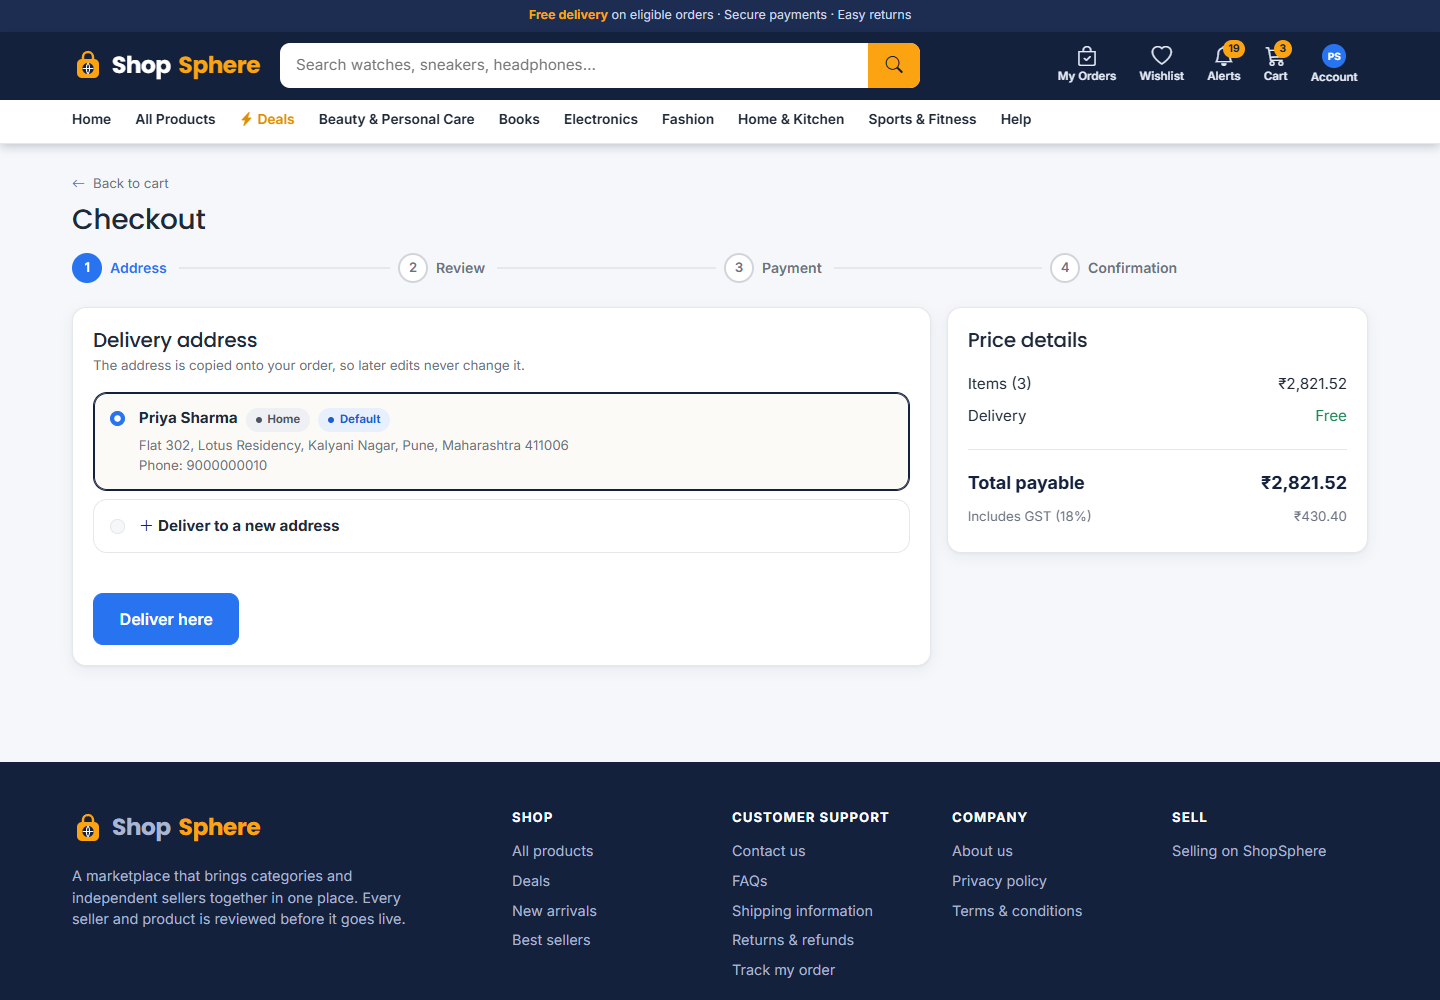 Free delivery on eligible orders · Secure payments · Easy returns
Shop Sphere
Search watches, sneakers, headphones...
My Orders
Wishlist
19
Alerts
3
Cart
PS
Account
Home
All Products
Deals
Beauty & Personal Care
Books
Electronics
Fashion
Home & Kitchen
Sports & Fitness
Help
← Back to cart
Checkout
1 Address
2 Review
3 Payment
4 Confirmation
Delivery address
The address is copied onto your order, so later edits never change it.
Priya Sharma Home Default
Flat 302, Lotus Residency, Kalyani Nagar, Pune, Maharashtra 411006
Phone: 9000000010
+ Deliver to a new address
Deliver here
Price details
Items (3) ₹2,821.52
Delivery Free
Total payable ₹2,821.52
Includes GST (18%) ₹430.40
Shop Sphere
A marketplace that brings categories and
independent sellers together in one place. Every
seller and product is reviewed before it goes live.
SHOP
All products
Deals
New arrivals
Best sellers
CUSTOMER SUPPORT
Contact us
FAQs
Shipping information
Returns & refunds
Track my order
COMPANY
About us
Privacy policy
Terms & conditions
SELL
Selling on ShopSphere